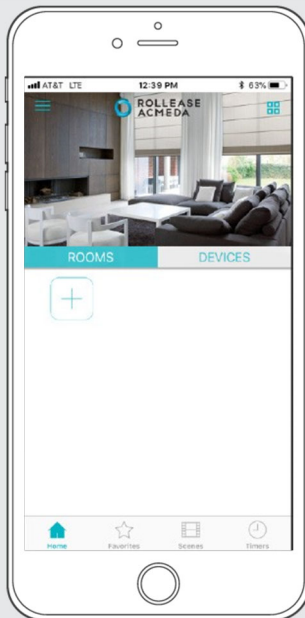 AT&T LTE 12:39 PM 63%
ROLLEASE
ACMEDA
ROOMS DEVICES
Home Favorites Scenes Timers